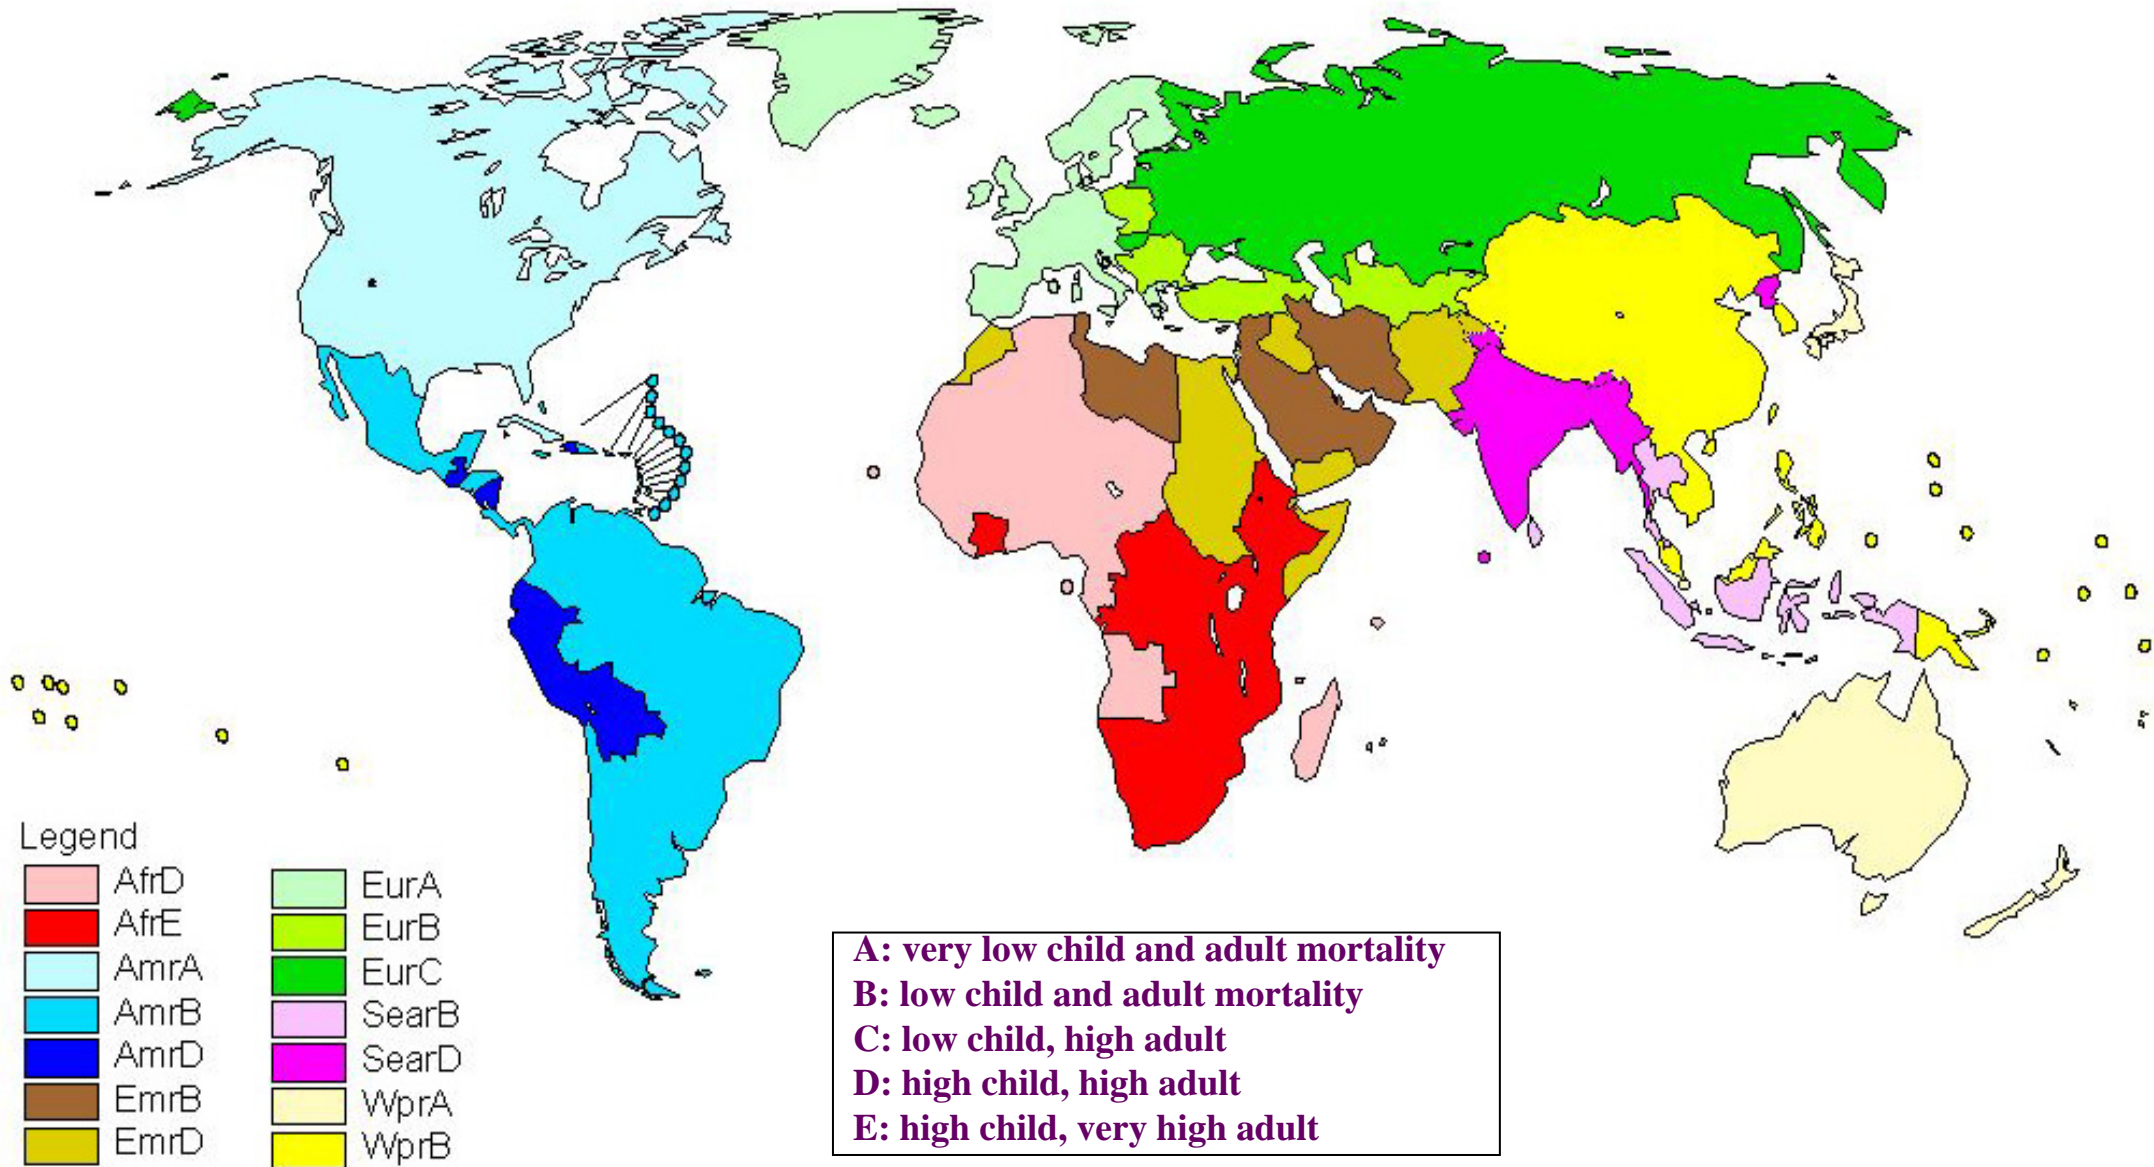 Legend
AfrD
AfrE
AmrA
AmrB
AmrD
EmrB
EmrD
EurA
EurB
EurC
SearB
SearD
WprA
WprB
A: very low child and adult mortality
B: low child and adult mortality
C: low child, high adult
D: high child, high adult
E: high child, very high adult